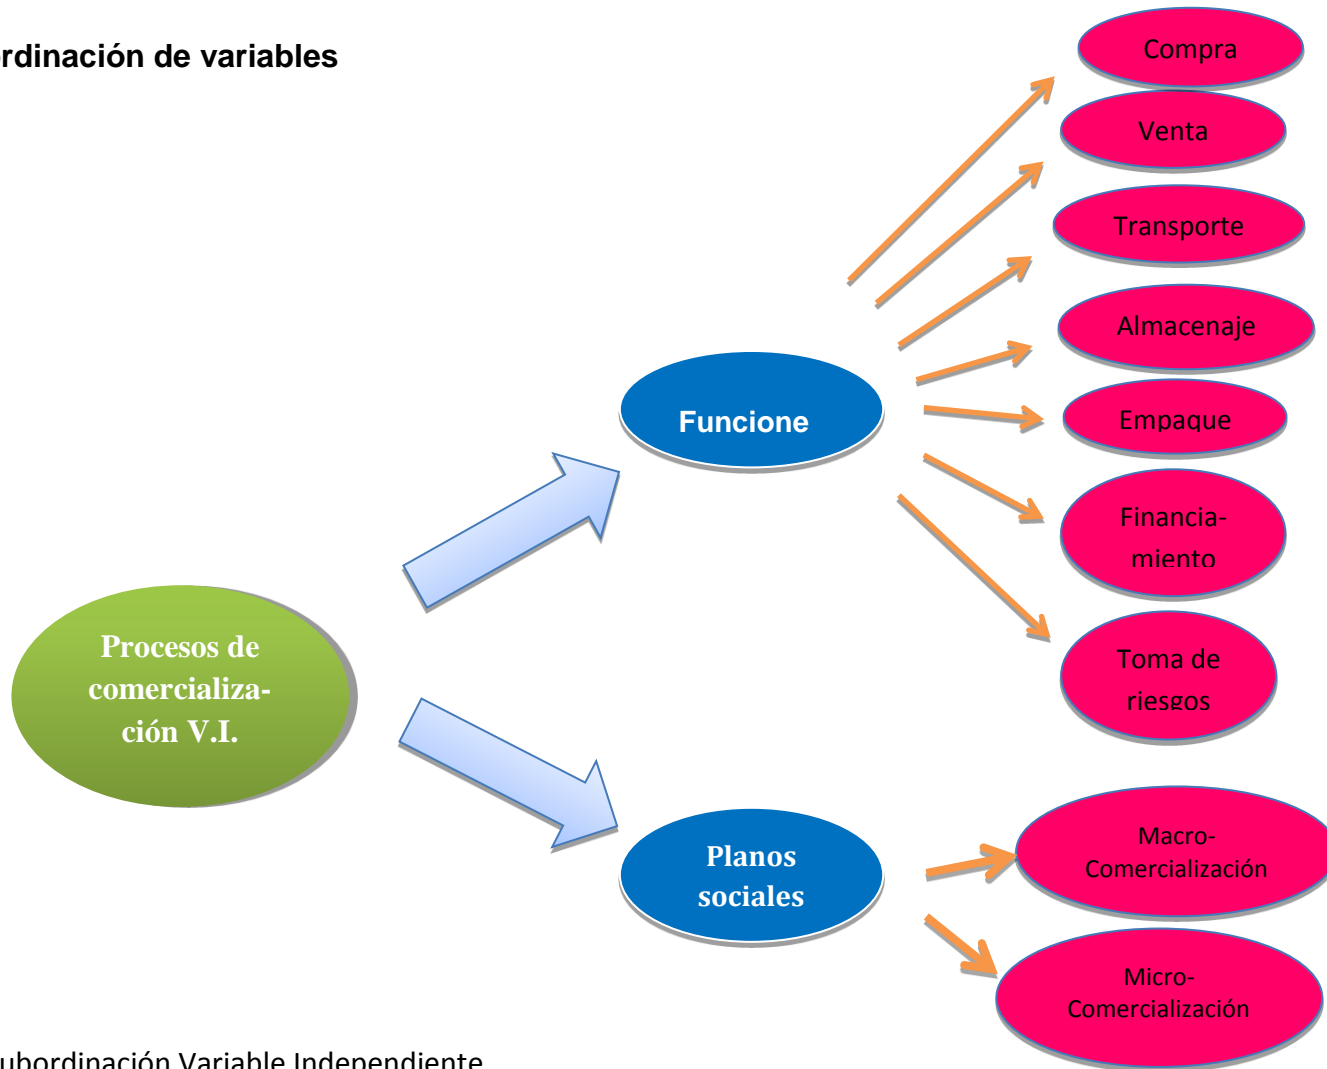 rdinación de variables
Compra
Venta
Transporte
Almacenaje
Funcione
Empaque
Financia-
miento
Procesos de
comercializa-
ción V.I.
Toma de
riesgos
Planos
sociales
Macro-
Comercialización
Micro-
Comercialización
ubordinación Variable Independiente